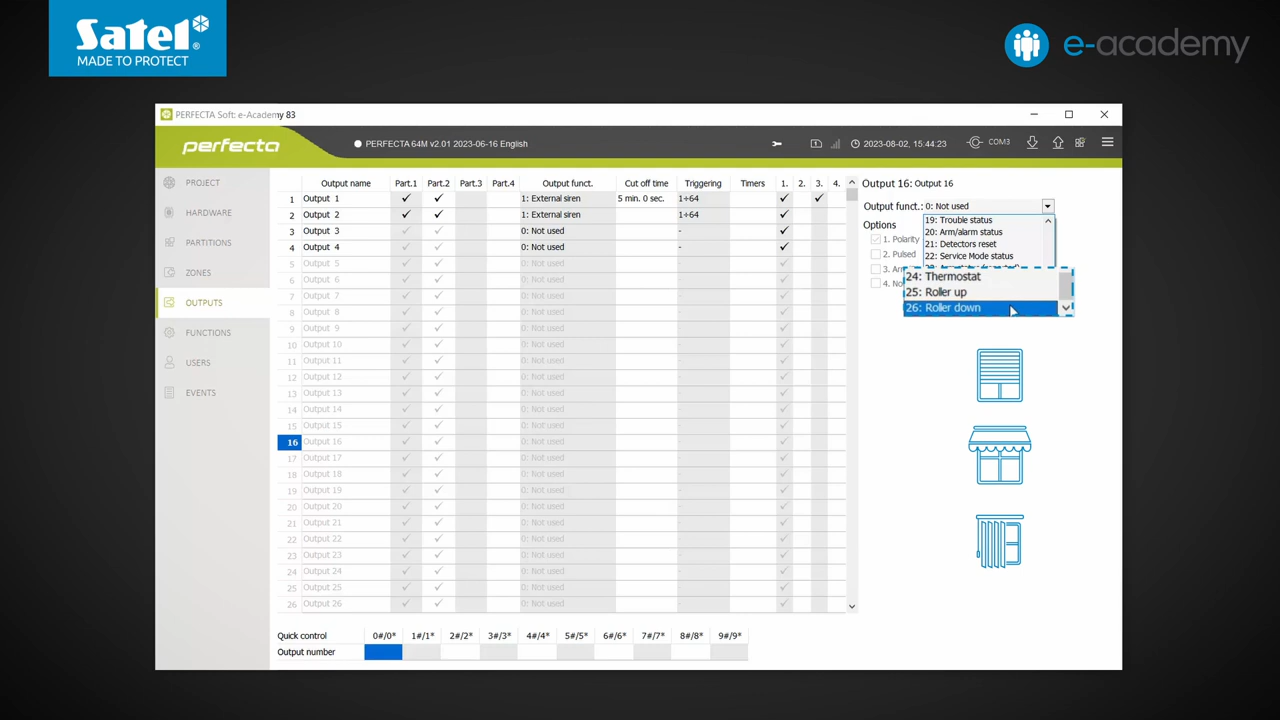 Satel®
MADE TO PROTECT
e-academy
PERFECTA Soft: e-Academy 83
perfecta
PERFECTA 64M v2.01 2023-06-16 English
2023-08-02, 15:44:23
COM3
PROJECT
HARDWARE
PARTITIONS
ZONES
OUTPUTS
FUNCTIONS
USERS
EVENTS
Output name Part.1 Part.2 Part.3 Part.4 Output funct. Cut off time Triggering Timers 1. 2. 3. 4.
1 Output 1 ✓ ✓ 1: External siren 5 min. 0 sec. 1÷64 ✓ ✓
2 Output 2 ✓ ✓ 1: External siren 1÷64 ✓
3 Output 3 ✓ ✓ 0: Not used - ✓
4 Output 4 ✓ ✓ 0: Not used - ✓
5 Output 5 ✓ ✓ 0: Not used - ✓
6 Output 6 ✓ ✓ 0: Not used - ✓
7 Output 7 ✓ ✓ 0: Not used - ✓
8 Output 8 ✓ ✓ 0: Not used - ✓
9 Output 9 ✓ ✓ 0: Not used - ✓
10 Output 10 ✓ ✓ 0: Not used - ✓
11 Output 11 ✓ ✓ 0: Not used - ✓
12 Output 12 ✓ ✓ 0: Not used - ✓
13 Output 13 ✓ ✓ 0: Not used - ✓
14 Output 14 ✓ ✓ 0: Not used - ✓
15 Output 15 ✓ ✓ 0: Not used - ✓
16 Output 16 ✓ ✓ 0: Not used - ✓
17 Output 17 ✓ ✓ 0: Not used - ✓
18 Output 18 ✓ ✓ 0: Not used - ✓
19 Output 19 ✓ ✓ 0: Not used - ✓
20 Output 20 ✓ ✓ 0: Not used - ✓
21 Output 21 ✓ ✓ 0: Not used - ✓
22 Output 22 ✓ ✓ 0: Not used - ✓
23 Output 23 ✓ ✓ 0: Not used - ✓
24 Output 24 ✓ ✓ 0: Not used - ✓
25 Output 25 ✓ ✓ 0: Not used - ✓
26 Output 26 ✓ ✓ 0: Not used - ✓
Quick control 0#/0* 1#/1* 2#/2* 3#/3* 4#/4* 5#/5* 6#/6* 7#/7* 8#/8* 9#/9*
Output number
Output 16: Output 16
Output funct.: 0: Not used
Options
1. Polarity
2. Pulsed
3.
4.
19: Trouble status
20: Arm/alarm status
21: Detectors reset
22: Service Mode status
24: Thermostat
25: Roller up
26: Roller down